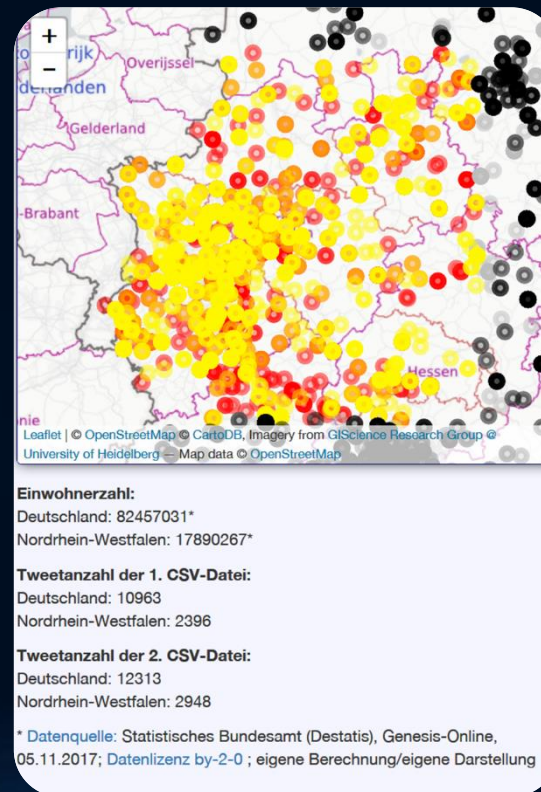 +
−
rijk
Overijssel
Gelderland
-Brabant
Hessen
nie
Leaflet | © OpenStreetMap © CartoDB, Imagery from GIScience Research Group @
University of Heidelberg — Map data © OpenStreetMap
Einwohnerzahl:
Deutschland: 82457031*
Nordrhein-Westfalen: 17890267*
Tweetanzahl der 1. CSV-Datei:
Deutschland: 10963
Nordrhein-Westfalen: 2396
Tweetanzahl der 2. CSV-Datei:
Deutschland: 12313
Nordrhein-Westfalen: 2948
* Datenquelle: Statistisches Bundesamt (Destatis), Genesis-Online,
05.11.2017; Datenlizenz by-2-0 ; eigene Berechnung/eigene Darstellung